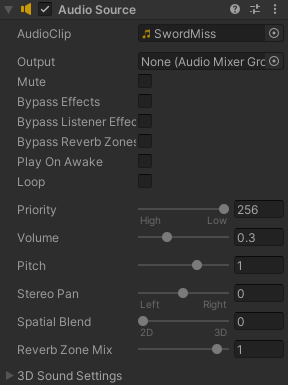 Audio Source
AudioClip SwordMiss
Output None (Audio Mixer Gro
Mute
Bypass Effects
Bypass Listener Effec
Bypass Reverb Zones
Play On Awake
Loop
Priority 256
High Low
Volume 0.3
Pitch 1
Stereo Pan 0
Left Right
Spatial Blend 0
2D 3D
Reverb Zone Mix 1
3D Sound Settings